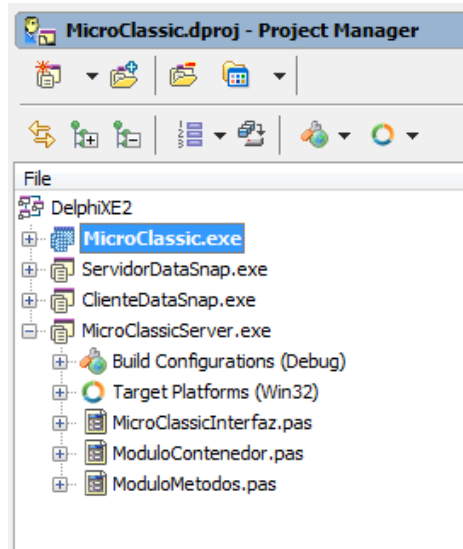 MicroClassic.dproj - Project Manager
File
DelphiXE2
MicroClassic.exe
ServidorDataSnap.exe
ClienteDataSnap.exe
MicroClassicServer.exe
Build Configurations (Debug)
Target Platforms (Win32)
MicroClassicInterfaz.pas
ModuloContenedor.pas
ModuloMetodos.pas